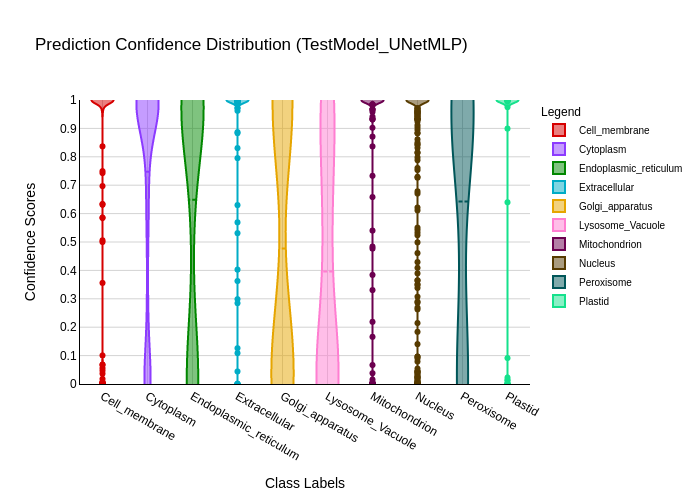 Prediction Confidence Distribution (TestModel_UNetMLP)
Confidence Scores
1
0.9
0.8
0.7
0.6
0.5
0.4
0.3
0.2
0.1
0
Cell_membrane
Cytoplasm
Endoplasmic_reticulum
Extracellular
Golgi_apparatus
Lysosome_Vacuole
Mitochondrion
Nucleus
Peroxisome
Plastid
Class Labels
Legend
Cell_membrane
Cytoplasm
Endoplasmic_reticulum
Extracellular
Golgi_apparatus
Lysosome_Vacuole
Mitochondrion
Nucleus
Peroxisome
Plastid